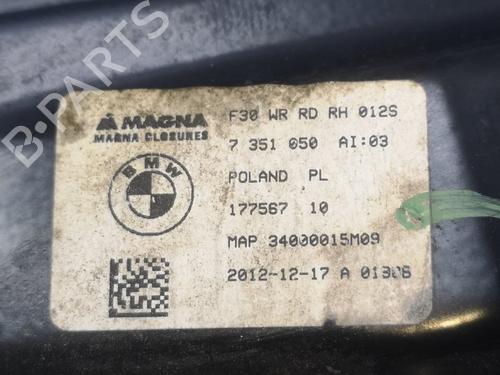 MAGNA
MAGNA CLOSURES
BMW
F30 WR RD RH 012S
7 351 050 AI:03
POLAND PL
177567 10
MAP 34000015M09
2012-12-17 A 01306
B-PARTS